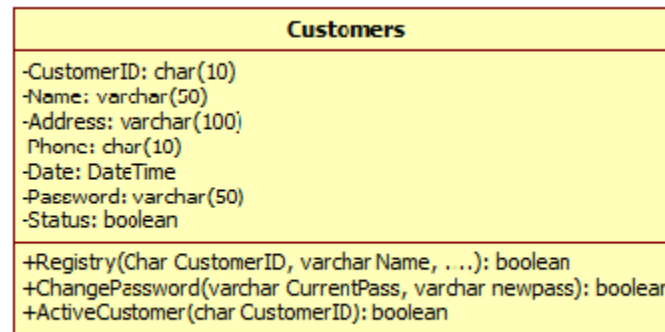 Customers
-CustomerID: char(10)
-Name: varchar(50)
-Address: varchar(100)
Phone: char(10)
-Date: DateTime
-Password: varchar(50)
-Status: boolean
+Registry(Char CustomerID, varchar Name, ....): boolean
+ChangePassword(varchar CurrentPass, varchar newpass): boolean
+ActiveCustomer(char CustomerID): boolean